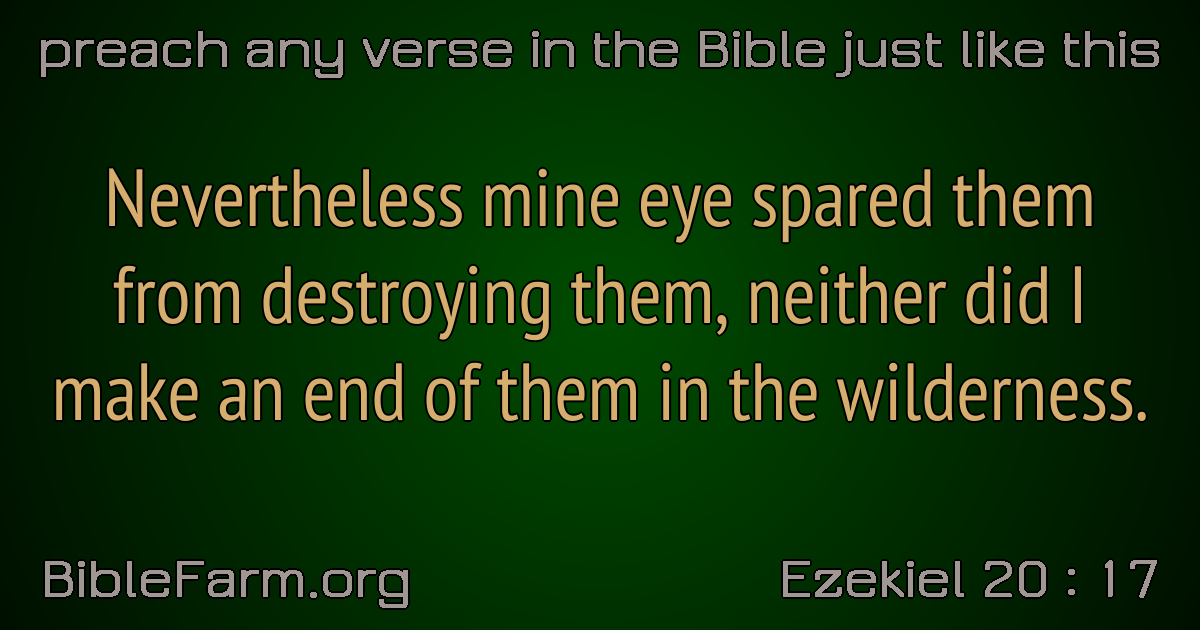 preach any verse in the Bible just like this
Nevertheless mine eye spared them
from destroying them, neither did I
make an end of them in the wilderness.
BibleFarm.org
Ezekiel 20 : 17